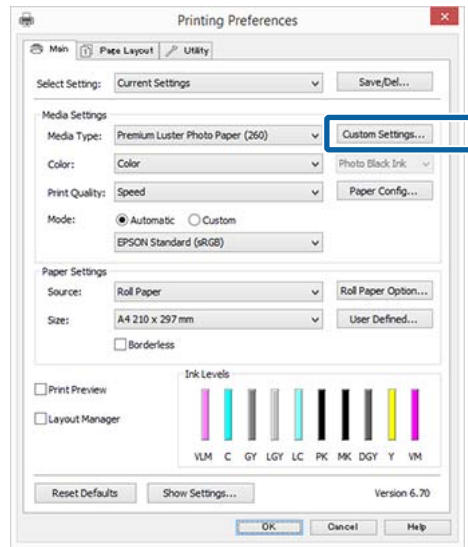 Printing Preferences
Main Page Layout Utility
Select Setting: Current Settings Save/Del...
Media Settings
Media Type: Premium Luster Photo Paper (260) Custom Settings...
Color: Color Photo Black Ink
Print Quality: Speed Paper Config...
Mode: Automatic Custom
EPSON Standard (sRGB)
Paper Settings
Source: Roll Paper Roll Paper Option...
Size: A4 210 x 297 mm User Defined...
Borderless
Ink Levels
Print Preview
Layout Manager
VLM C GY LGY LC PK MK DGY Y VM
Reset Defaults Show Settings... Version 6.70
OK Cancel Help